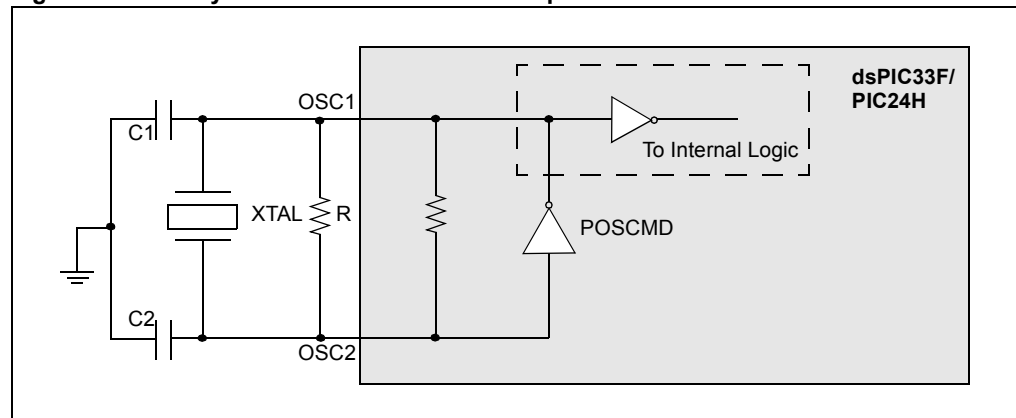 dsPIC33F/
PIC24H
OSC1
C1
To Internal Logic
XTAL
R
POSCMD
C2
OSC2